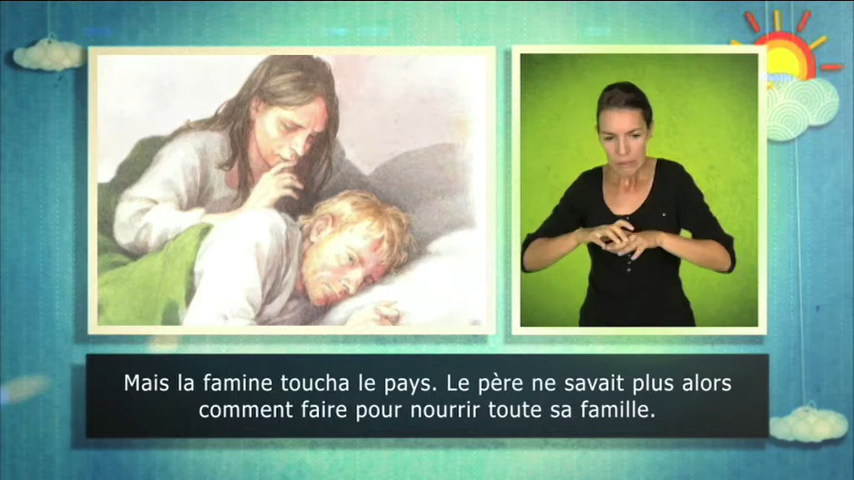 Mais la famine toucha le pays. Le père ne savait plus alors
comment faire pour nourrir toute sa famille.